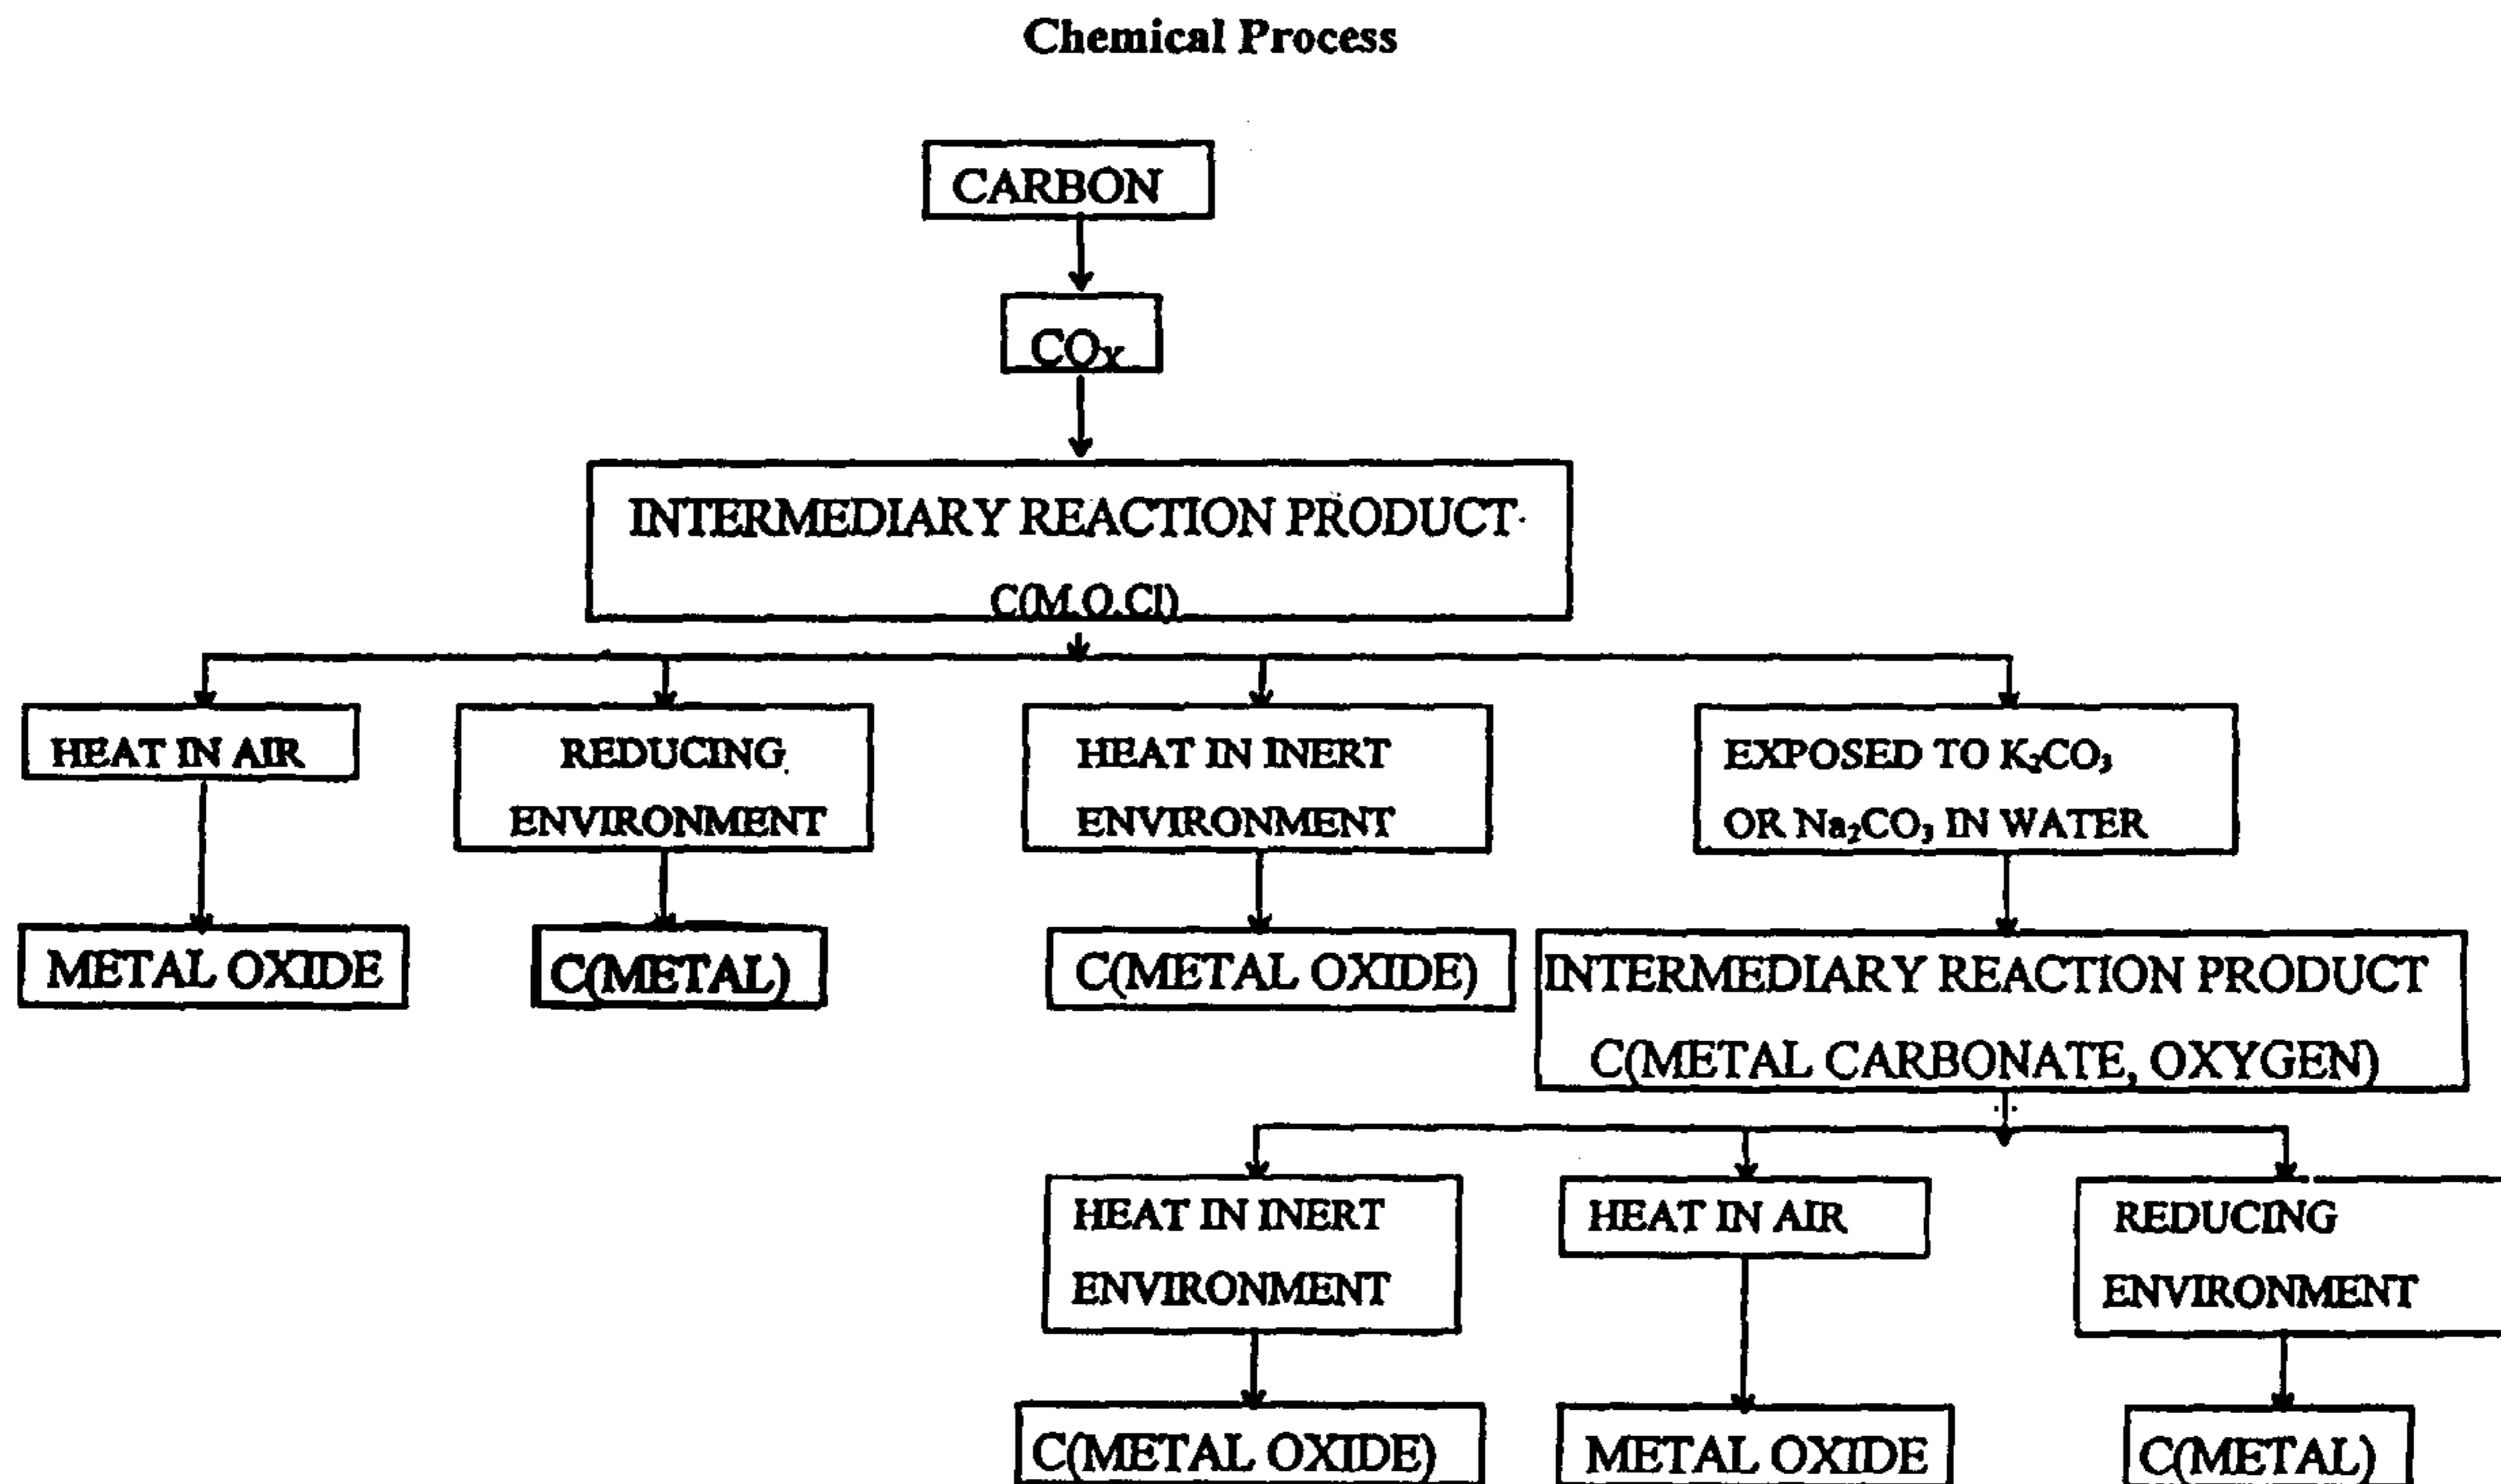 Chemical Process
CARBON
COX
INTERMEDIARY REACTION PRODUCT
C(M.O.Cl)
HEAT IN AIR
REDUCING
ENVIRONMENT
HEAT IN INERT
ENVIRONMENT
EXPOSED TO K₂CO₃
OR Na₂CO₃ IN WATER
METAL OXIDE
C(METAL)
C(METAL OXIDE)
INTERMEDIARY REACTION PRODUCT
C(METAL CARBONATE, OXYGEN)
HEAT IN INERT
ENVIRONMENT
HEAT IN AIR
REDUCING
ENVIRONMENT
C(METAL OXIDE)
METAL OXIDE
C(METAL)